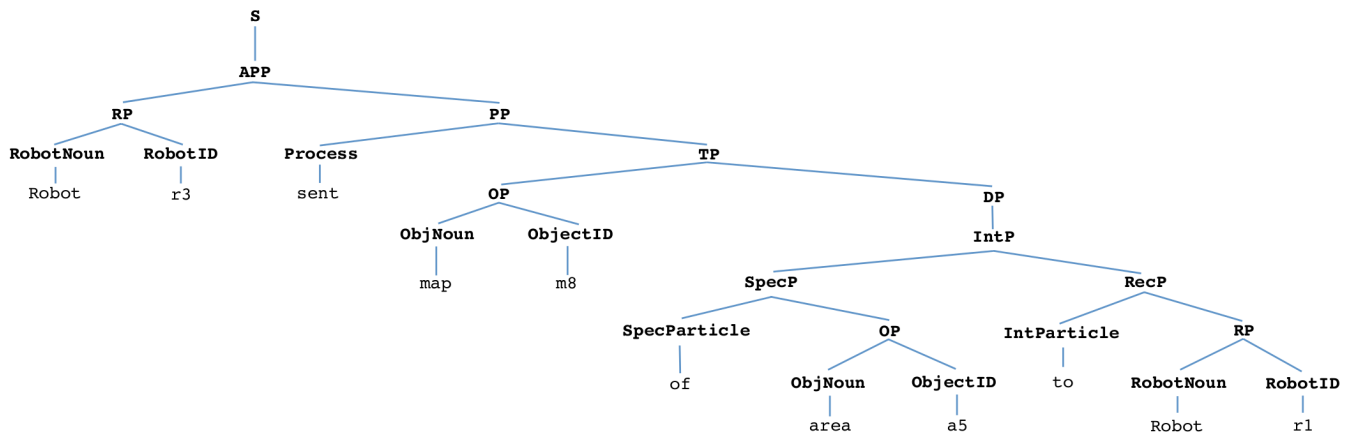 S
APP
RP PP
RobotNoun RobotID Process TP
Robot r3 sent OP DP
ObjNoun ObjectID IntP
map m8 SpecP RecP
SpecParticle OP IntParticle RP
of ObjNoun ObjectID to RobotNoun RobotID
area a5 Robot r1